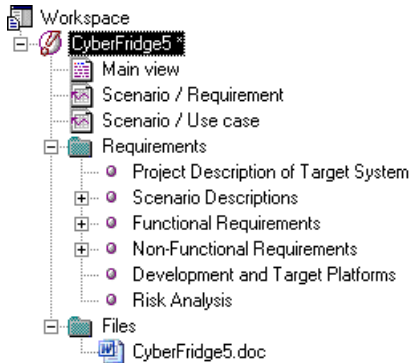 Workspace
CyberFridge5 *
Main view
Scenario / Requirement
Scenario / Use case
Requirements
Project Description of Target System
Scenario Descriptions
Functional Requirements
Non-Functional Requirements
Development and Target Platforms
Risk Analysis
Files
CyberFridge5.doc